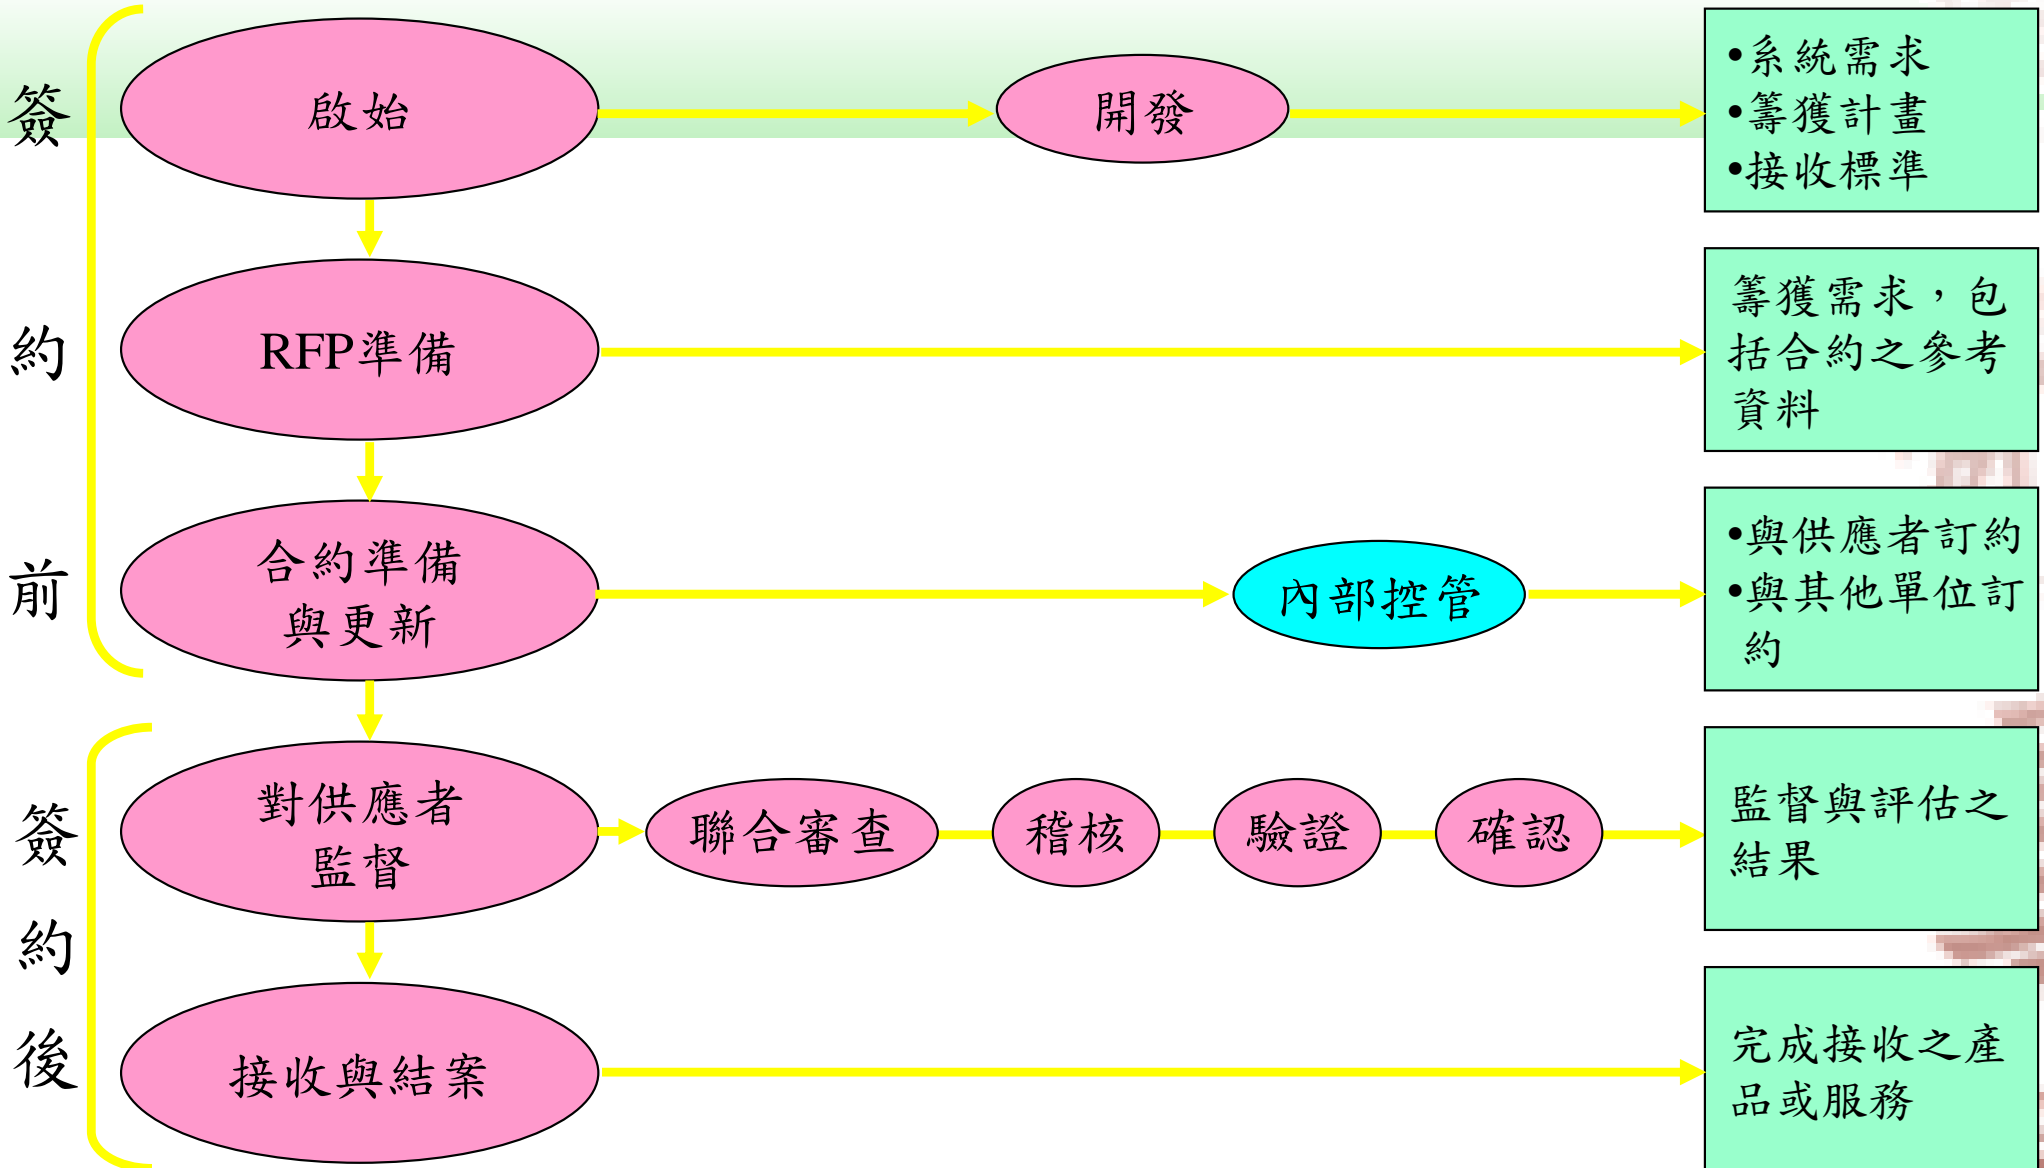 簽
約
前
啟始
開發
•系統需求
•籌獲計畫
•接收標準
RFP準備
籌獲需求，包
括合約之參考
資料
合約準備
與更新
內部控管
•與供應者訂約
•與其他單位訂
約
簽
約
後
對供應者
監督
聯合審查
稽核
驗證
確認
監督與評估之
結果
接收與結案
完成接收之產
品或服務